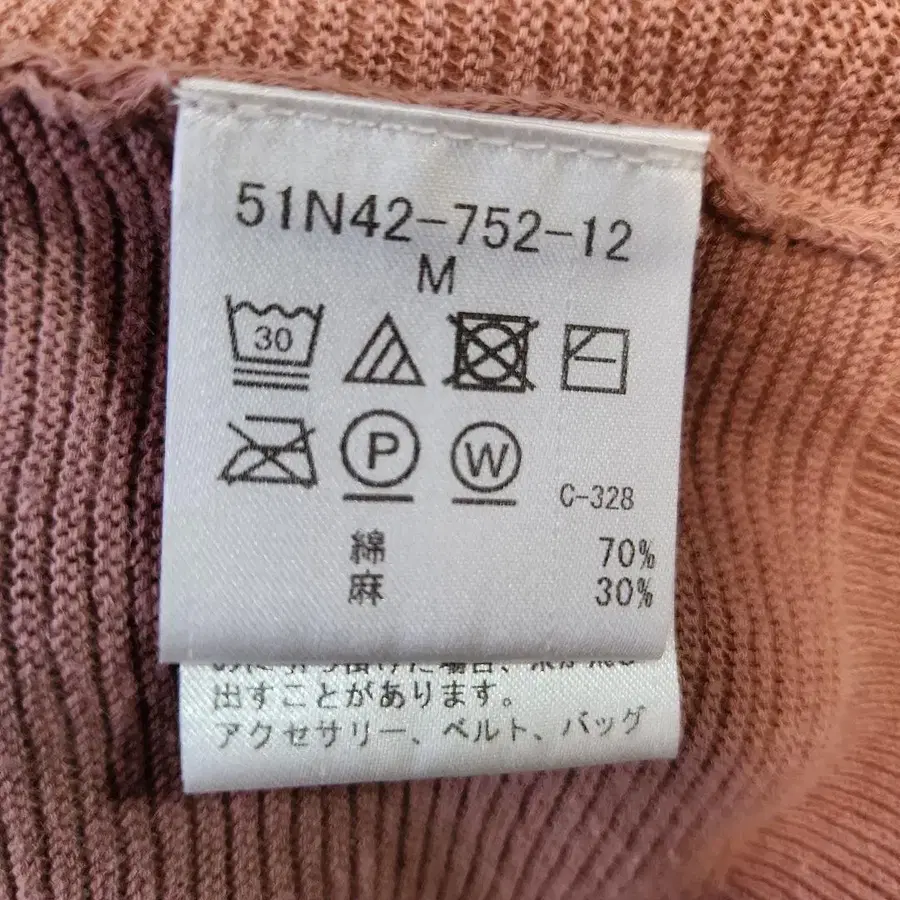 51N42-752-12
M
30
P W
C-328
綿 70%
麻 30%
出すことがあります。
アクセサリー、ベルト、バッグ